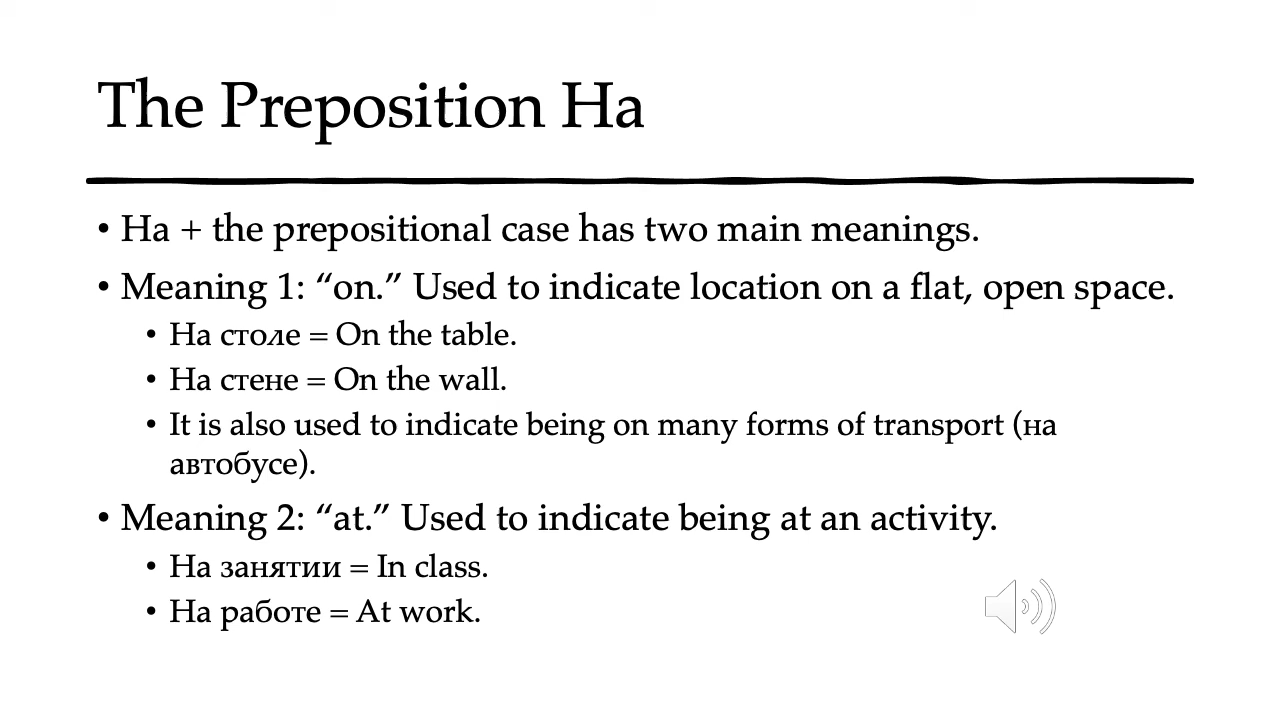 The Preposition На
• На + the prepositional case has two main meanings.
• Meaning 1: “on.” Used to indicate location on a flat, open space.
• На столе = On the table.
• На стене = On the wall.
• It is also used to indicate being on many forms of transport (на
автобусе).
• Meaning 2: “at.” Used to indicate being at an activity.
• На занятии = In class.
• На работе = At work.